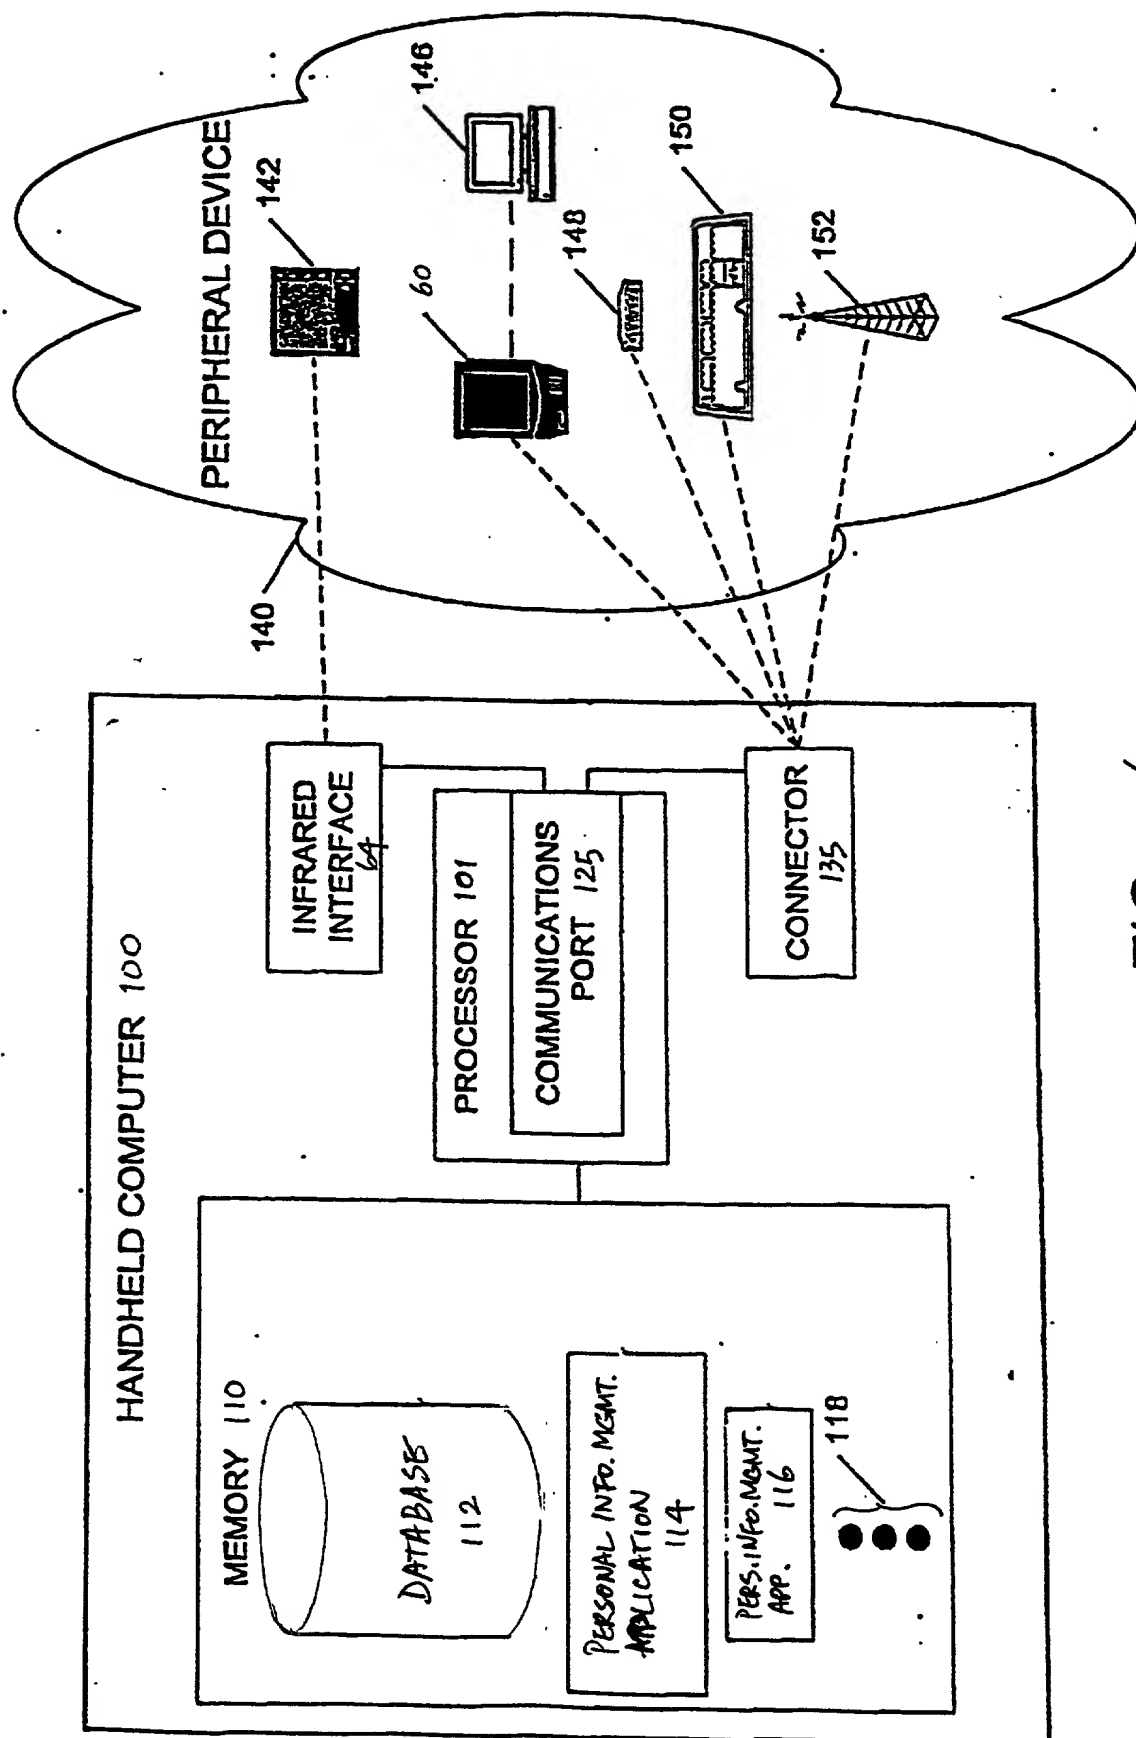 HANDHELD COMPUTER 100
MEMORY 110
DATABASE
112
PERSONAL INFO. MGMT.
APPLICATION
114
PERS. INFO. MGMT.
APP. 116
118
PROCESSOR 101
COMMUNICATIONS
PORT 125
INFRARED
INTERFACE
64
CONNECTOR
135
140
PERIPHERAL DEVICE
142
60
146
148
150
152